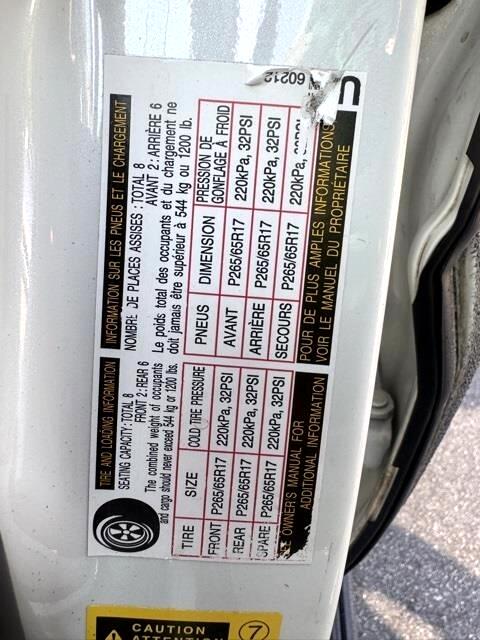 TIRE AND LOADING INFORMATION
SEATING CAPACITY : TOTAL 8
FRONT 2 : REAR 6
The combined weight of occupants
and cargo should never exceed 544 kg or 1200 lbs.
TIRE SIZE COLD TIRE PRESSURE
FRONT P265/65R17 220kPa, 32PSI
REAR P265/65R17 220kPa, 32PSI
SPARE P265/65R17 220kPa, 32PSI
OWNER'S MANUAL FOR
ADDITIONAL INFORMATION
INFORMATION SUR LES PNEUS ET LE CHARGEMENT
NOMBRE DE PLACES ASSISES : TOTAL 8
AVANT 2 : ARRIÈRE 6
Le poids total des occupants et du chargement ne
doit jamais être supérieur à 544 kg ou 1200 lb.
PNEUS DIMENSION PRESSION DE GONFLAGE À FROID
AVANT P265/65R17 220kPa, 32PSI
ARRIÈRE P265/65R17 220kPa, 32PSI
SECOURS P265/65R17 220kPa,
POUR DE PLUS AMPLES INFORMATIONS
VOIR LE MANUEL DU PROPRIÉTAIRE
60212
CAUTION
ATTENTION
7